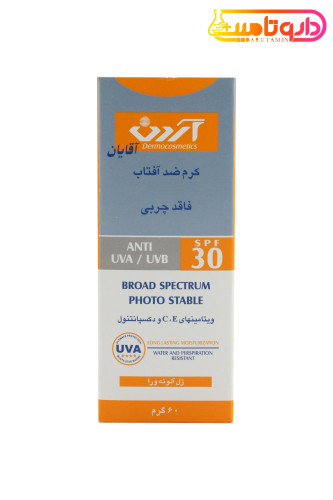 داروتامین
DARUTAMIN
آردن
Dermocosmetics
آقایان
کرم ضد آفتاب
فاقد چربی
ANTI
UVA / UVB
SPF
30
BROAD SPECTRUM
PHOTO STABLE
ویتامینهای C،E و دکسپانتنول
UVA
LONG LASTING MOISTURIZATION
WATER AND PERSPIRATION
RESISTANT
ژل آلوئه ورا
۶۰ گرم